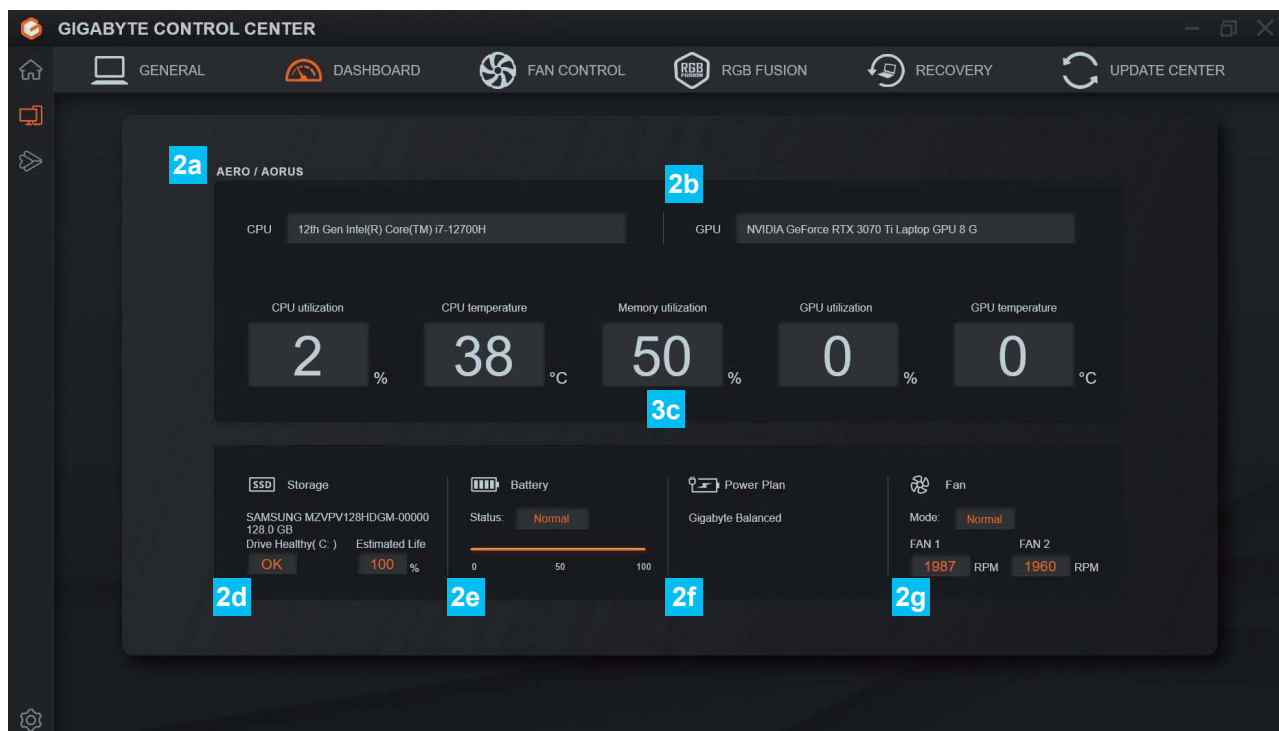 GIGABYTE CONTROL CENTER
GENERAL DASHBOARD FAN CONTROL RGB FUSION RGB FUSION RECOVERY UPDATE CENTER
2a AERO / AORUS 2b
CPU 12th Gen Intel(R) Core(TM) i7-12700H GPU NVIDIA GeForce RTX 3070 Ti Laptop GPU 8 G
CPU utilization CPU temperature Memory utilization GPU utilization GPU temperature
2 % 38 °C 50 % 0 % 0 °C
3c
SSD Storage Battery Power Plan Fan
SAMSUNG MZVPV128HDGM-00000 Status: Normal Gigabyte Balanced Mode: Normal
128.0 GB
Drive Healthy( C: ) Estimated Life FAN 1 FAN 2
OK 100 % 0 50 100 1987 RPM 1960 RPM
2d 2e 2f 2g